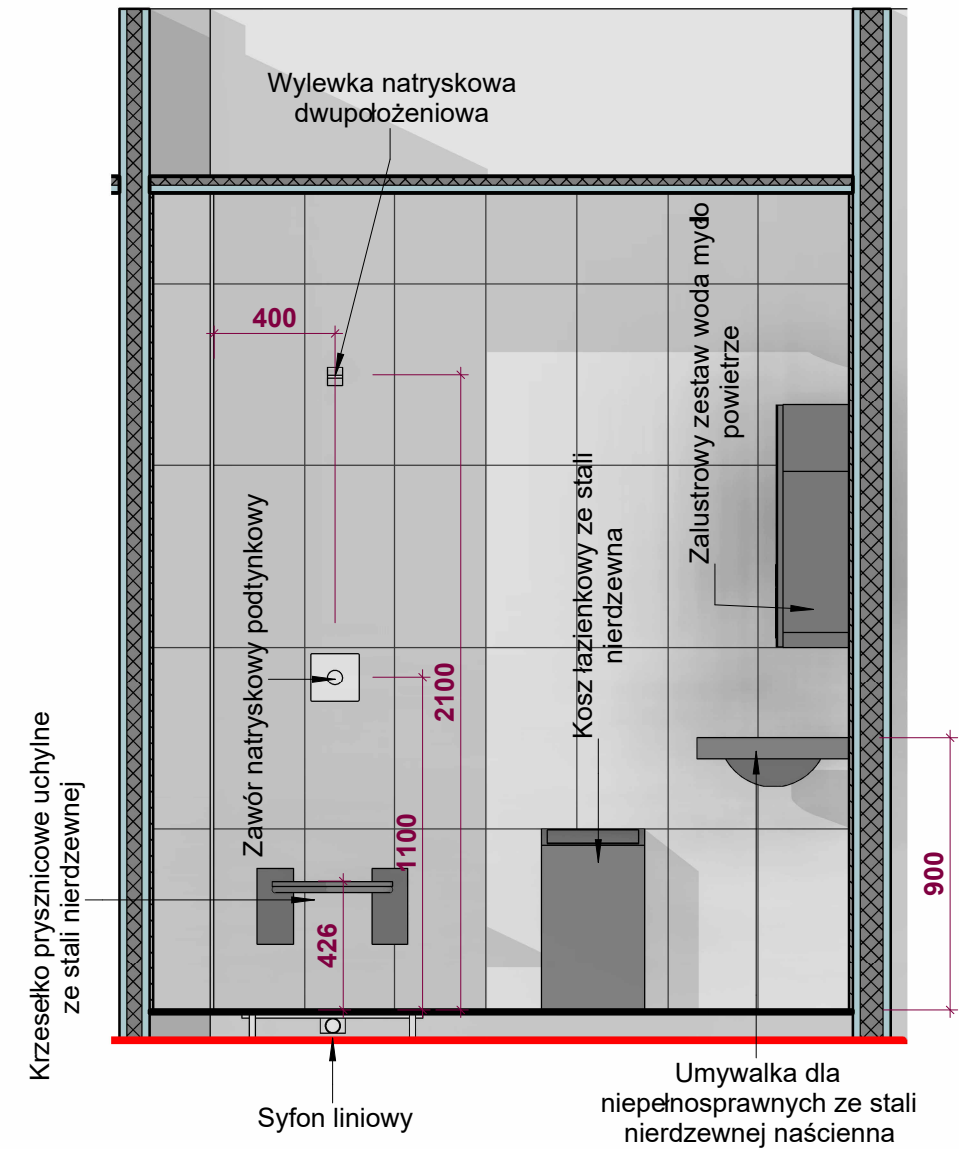 Wylewka natryskowa
dwupołożeniowa
400
Zalustrowy zestaw woda mydło
powietrze
Kosz łazienkowy ze stali
nierdzewna
Zawór natryskowy podtynkowy
2100
1100
Krzesełko prysznicowe uchylne
ze stali nierdzewnej
426
900
Syfon liniowy
Umywalka dla
niepełnosprawnych ze stali
nierdzewnej naścienna